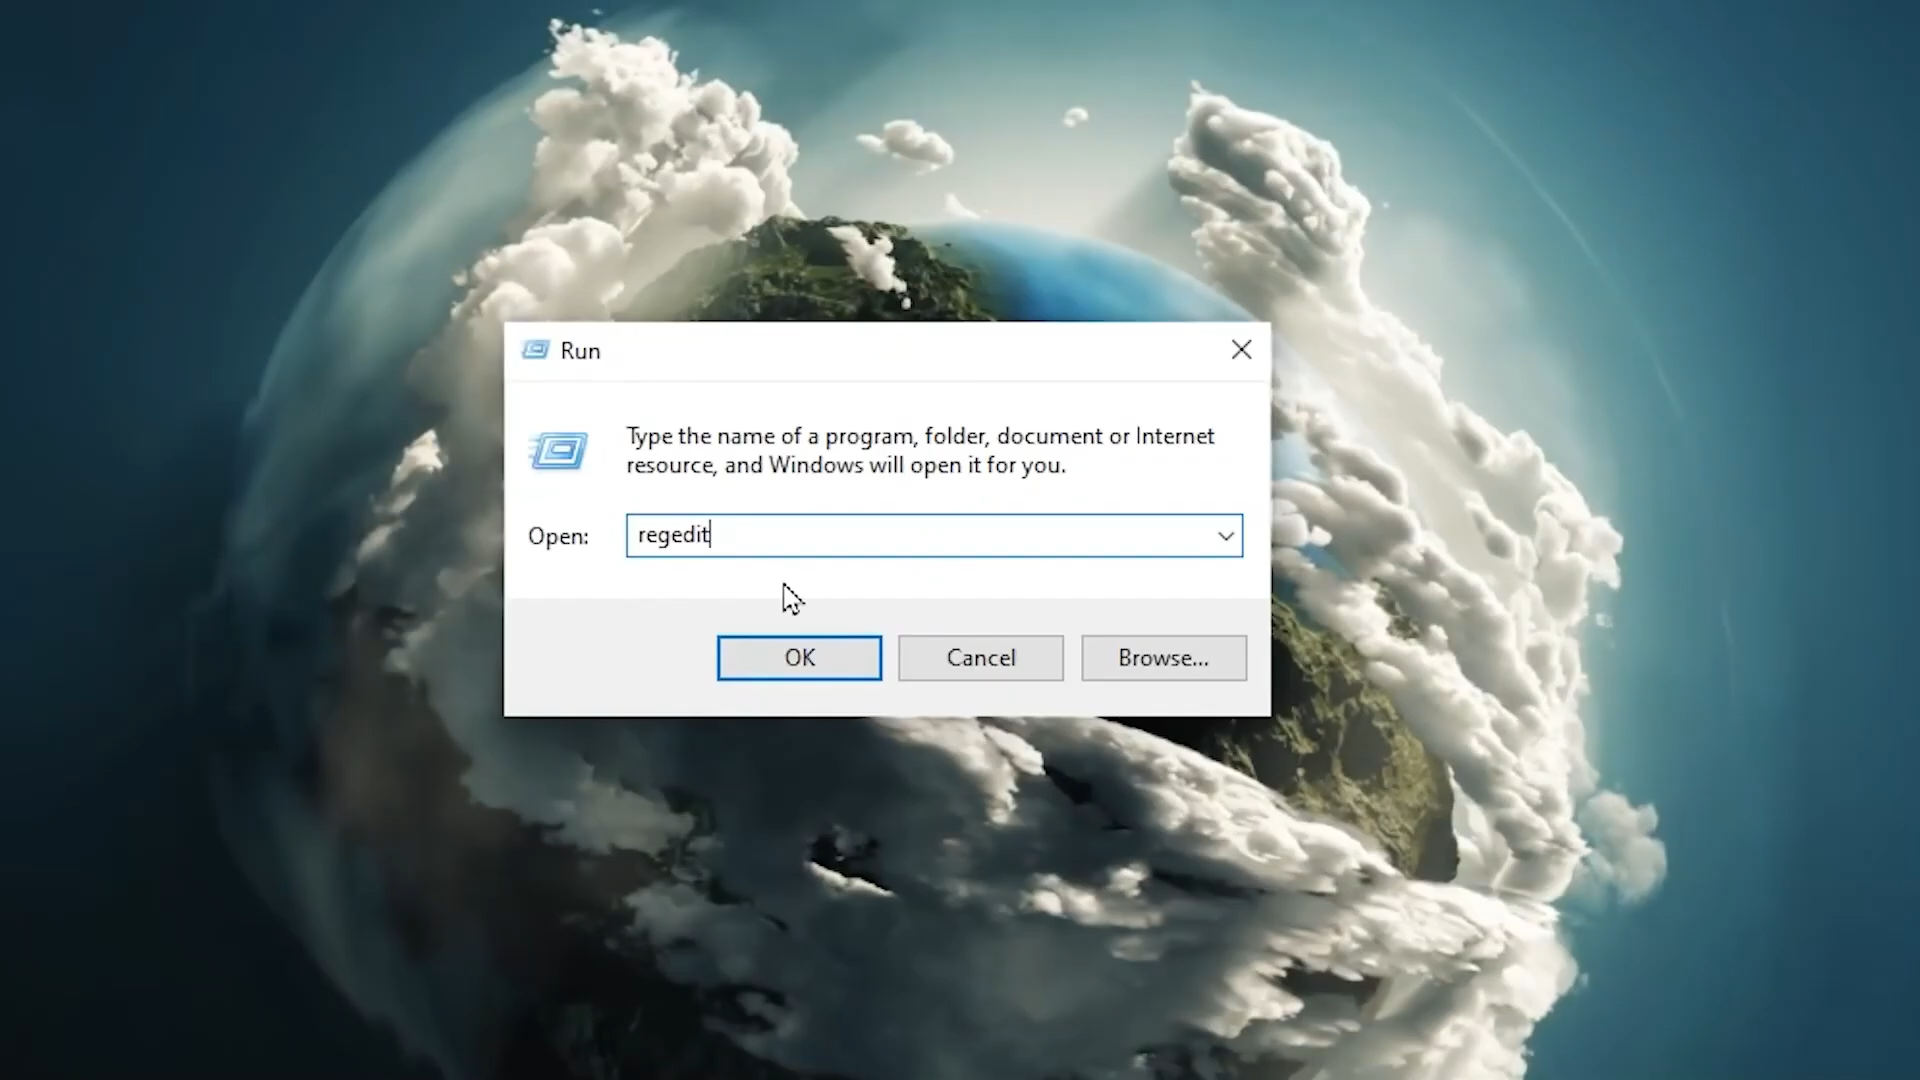 Run
Type the name of a program, folder, document or Internet
resource, and Windows will open it for you.
Open: regedit
OK Cancel Browse...